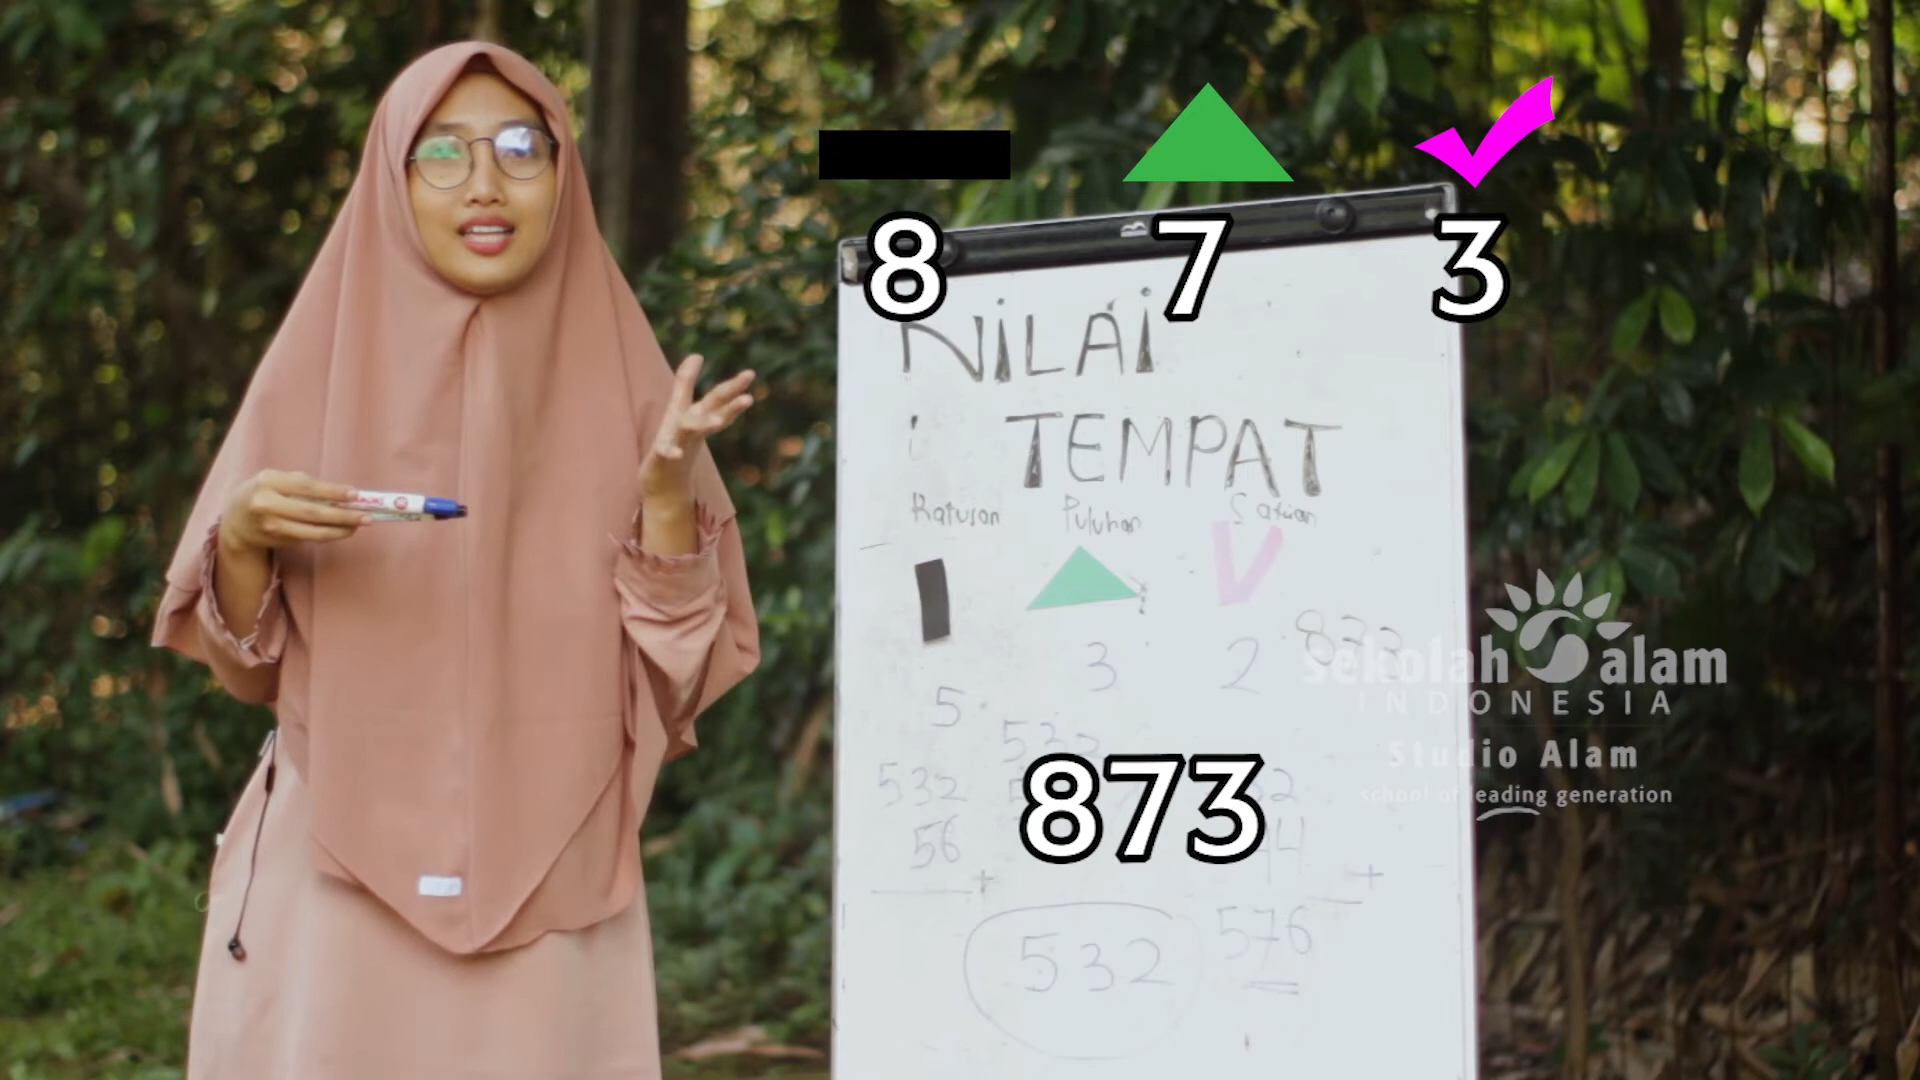 8 7 3
NiLAi
TEMPAT
Ratusan Puluhan Satuan
3 2
5
532
56
+
873
+
532 576
sekolah alam
INDONESIA
Studio Alam
school of leading generation